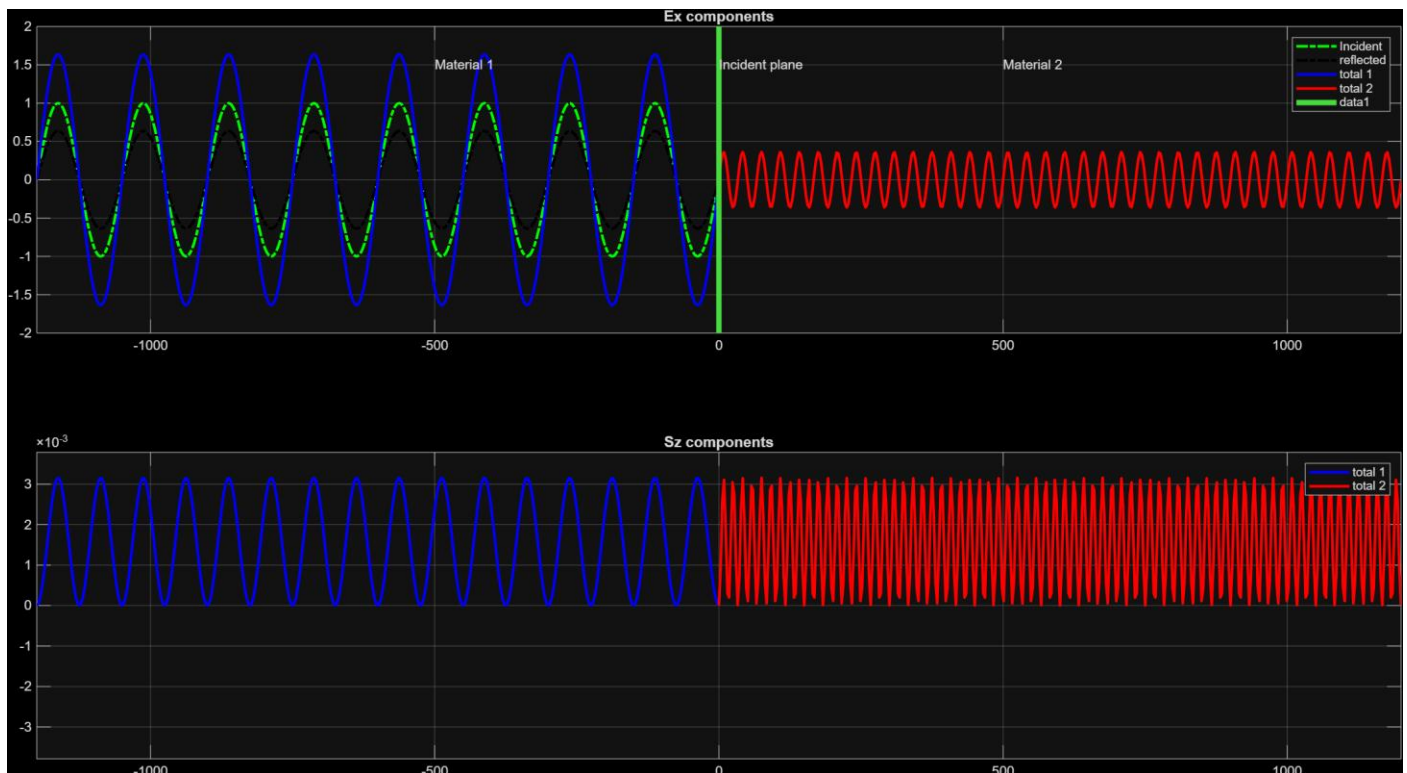 Ex components
2
1.5
1
0.5
0
-0.5
-1
-1.5
-2
Material 1
Incident plane
Material 2
Incident
reflected
total 1
total 2
data1
-1000
-500
0
500
1000
×10-3
Sz components
3
2
1
0
-1
-2
-3
total 1
total 2
-1000
-500
0
500
1000